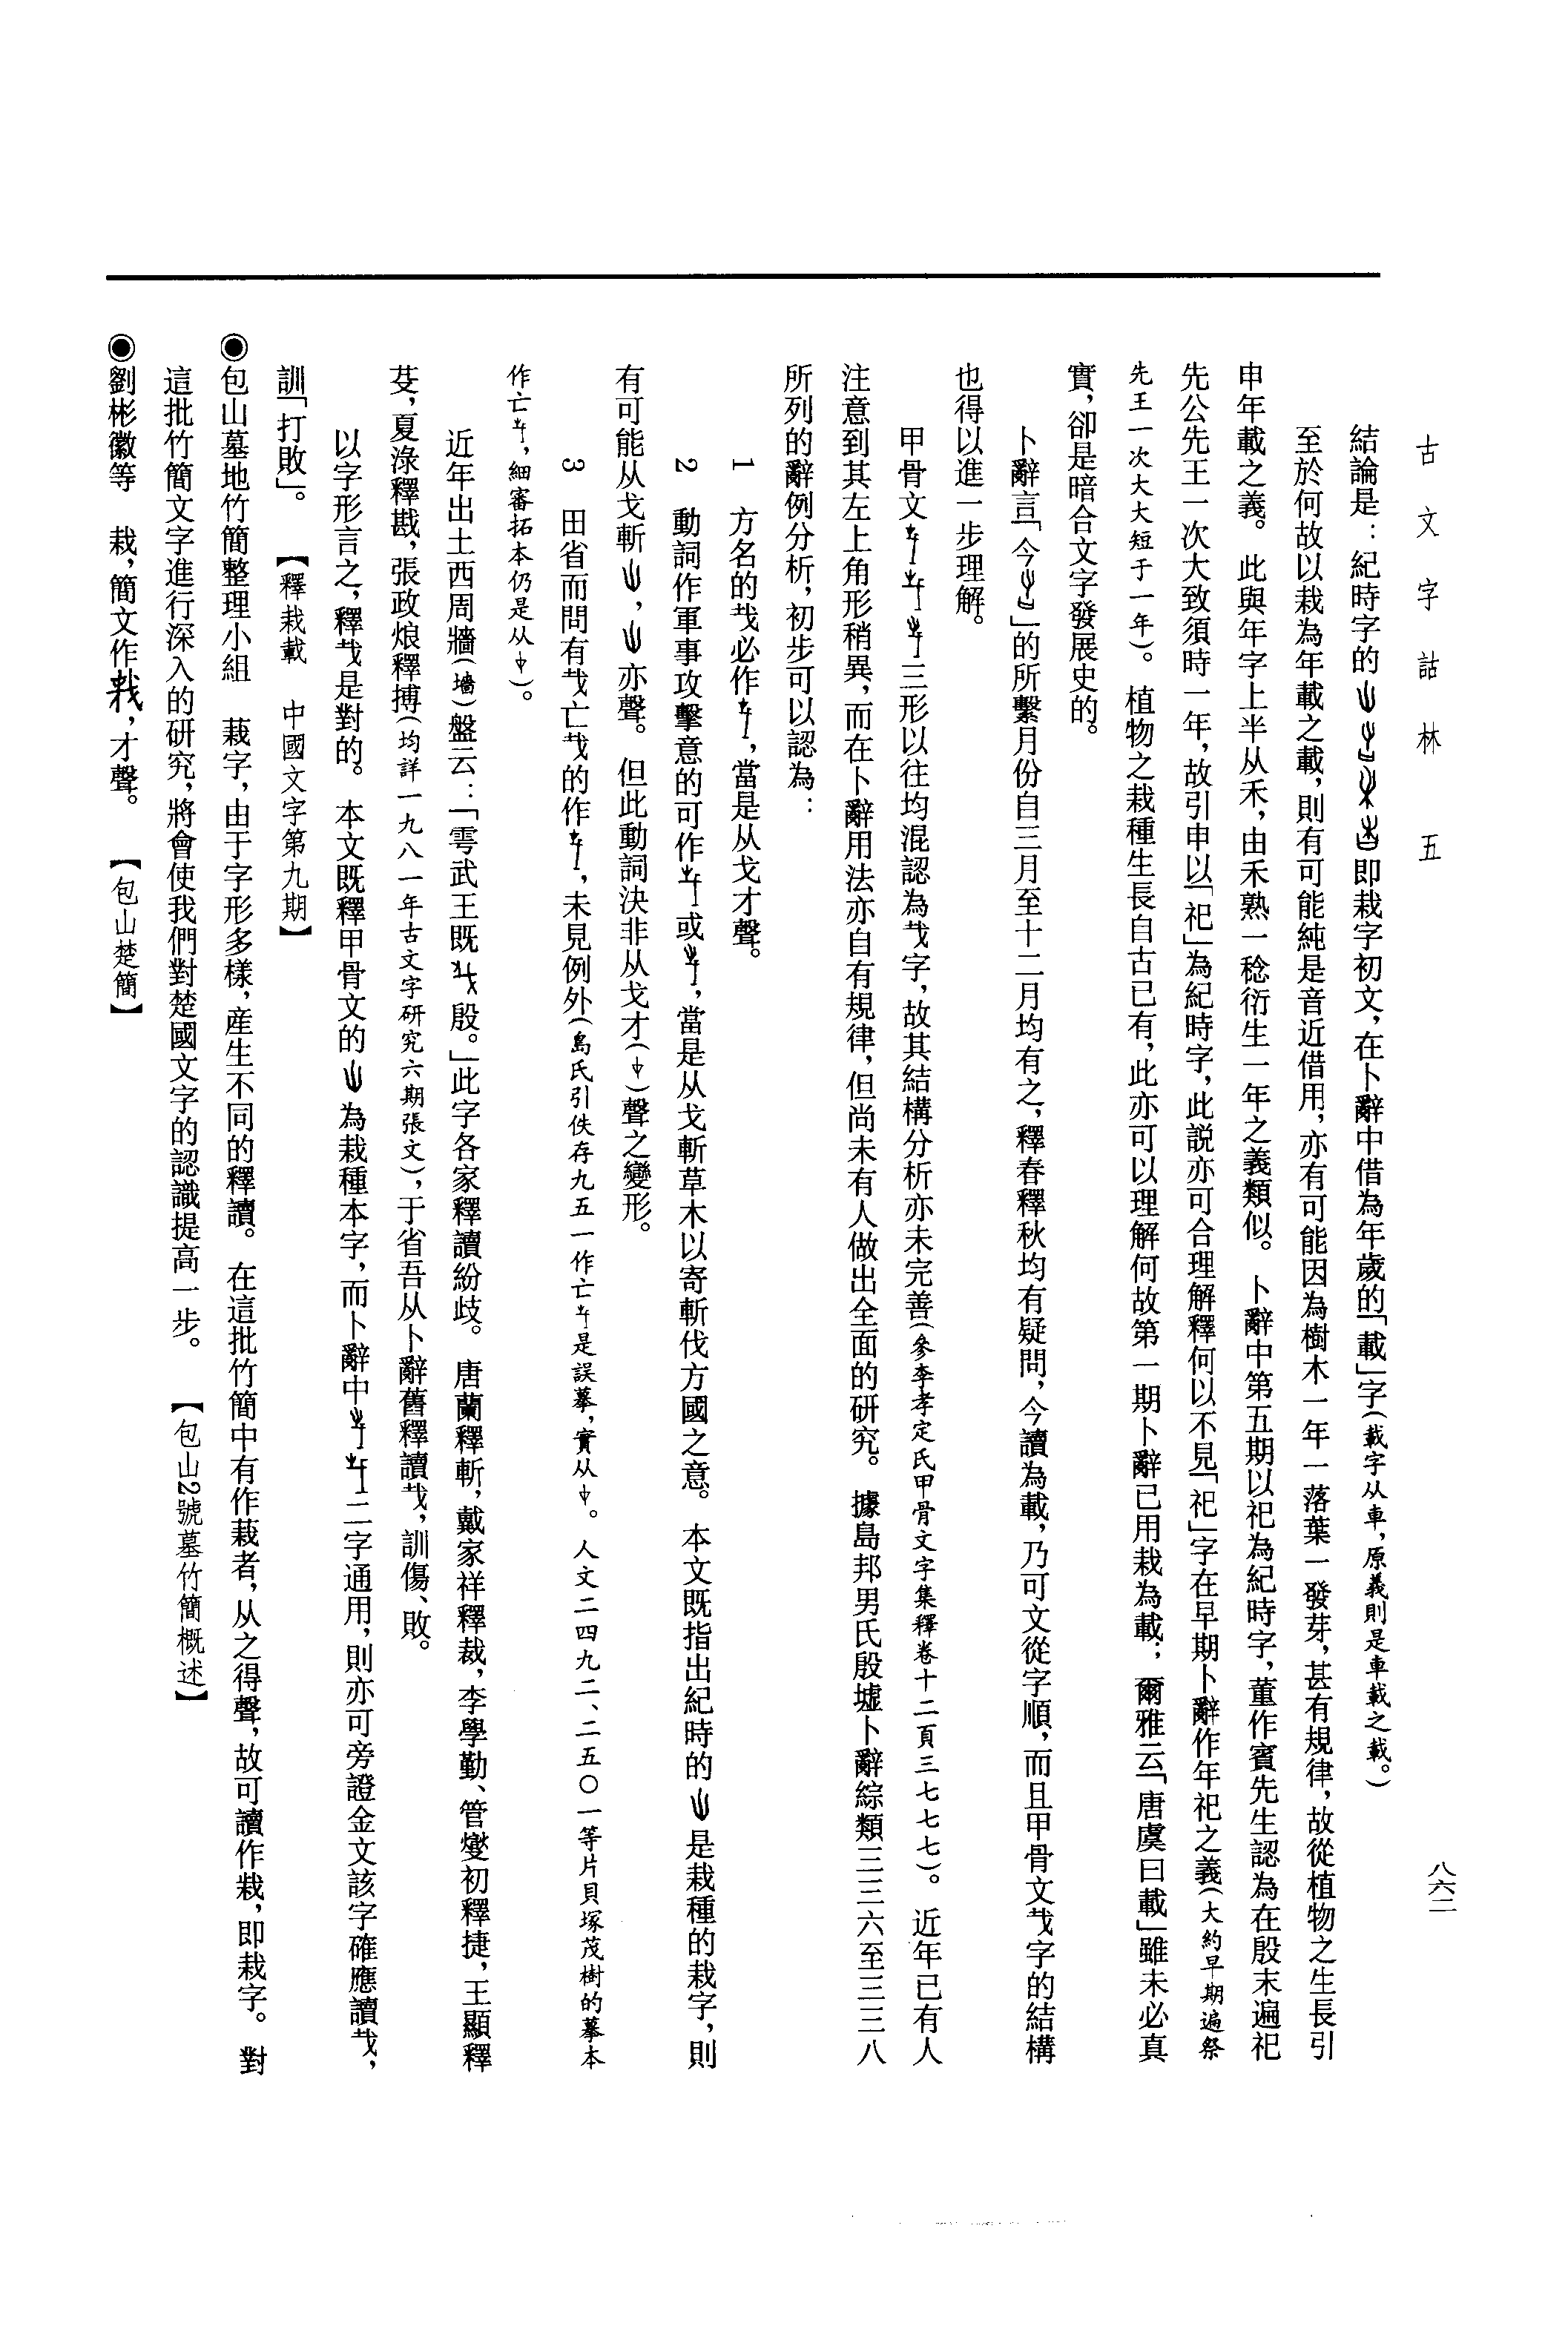 古文字詁林　五
八六二
結論是：紀時字的即栽字初文，在卜辭中借為年歲的「載」字（載字从車，原義則是車載之載。）
至於何故以栽為年載之載，則有可能純是音近借用，亦有可能因為樹木一年一落葉一發芽，甚有規律，故從植物之生長引
申年載之義。此與年字上半从禾，由禾熟一稔衍生一年之義類似。卜辭中第五期以祀為紀時字，董作賓先生認為在殷末遍祀
先公先王一次大致須時一年，故引申以「祀」為紀時字，此説亦可合理解釋何以不見「祀」字在早期卜辭作年祀之義（大約早期遍祭
先王一次大大短于一年）。植物之栽種生長自古已有，此亦可以理解何故第一期卜辭已用栽為載；爾雅云「唐虞曰載」雖未必真
實，卻是暗合文字發展史的。
卜辭言「今」的所繫月份自三月至十二月均有之，釋春釋秋均有疑問，今讀為載，乃可文從字順，而且甲骨文𢦏字的結構
也得以進一步理解。
甲骨文三形以往均混認為𢦏字，故其結構分析亦未完善（參李孝定氏甲骨文字集釋卷十二頁三七七七）。近年已有人
注意到其左上角形稍異，而在卜辭用法亦自有規律，但尚未有人做出全面的研究。據島邦男氏殷墟卜辭綜類三三六至三三八
所列的辭例分析，初步可以認為：
1　方名的𢦏必作，當是从戈才聲。
2　動詞作軍事攻擊意的可作或，當是从戈斬草木以寄斬伐方國之意。本文既指出紀時的是栽種的栽字，則
有可能从戈斬，亦聲。但此動詞決非从戈才（）聲之變形。
3　田省而問有𢦏亡𢦏的作，未見例外（島氏引佚存九五一作亡是誤摹，實从。人文二四九二、二五〇一等片貝塚茂樹的摹本
作亡，細審拓本仍是从）。
近年出土西周牆（墻）盤云：「雩武王既殷。」此字各家釋讀紛歧。唐蘭釋斬，戴家祥釋裁，李學勤、管燮初釋捷，王顯釋
芟，夏淥釋戡，張政烺釋搏（均詳一九八一年古文字研究六期張文），于省吾从卜辭舊釋讀𢦏，訓傷、敗。
以字形言之，釋𢦏是對的。本文既釋甲骨文的為栽種本字，而卜辭中二字通用，則亦可旁證金文該字確應讀𢦏，
訓「打敗」。　【釋栽載　中國文字第九期】
◉包山墓地竹簡整理小組　栽字，由于字形多樣，産生不同的釋讀。在這批竹簡中有作栽者，从之得聲，故可讀作栽，即栽字。對
這批竹簡文字進行深入的研究，將會使我們對楚國文字的認識提高一步。　【包山2號墓竹簡概述】
◉劉彬徽等　栽，簡文作，才聲。　【包山楚簡】